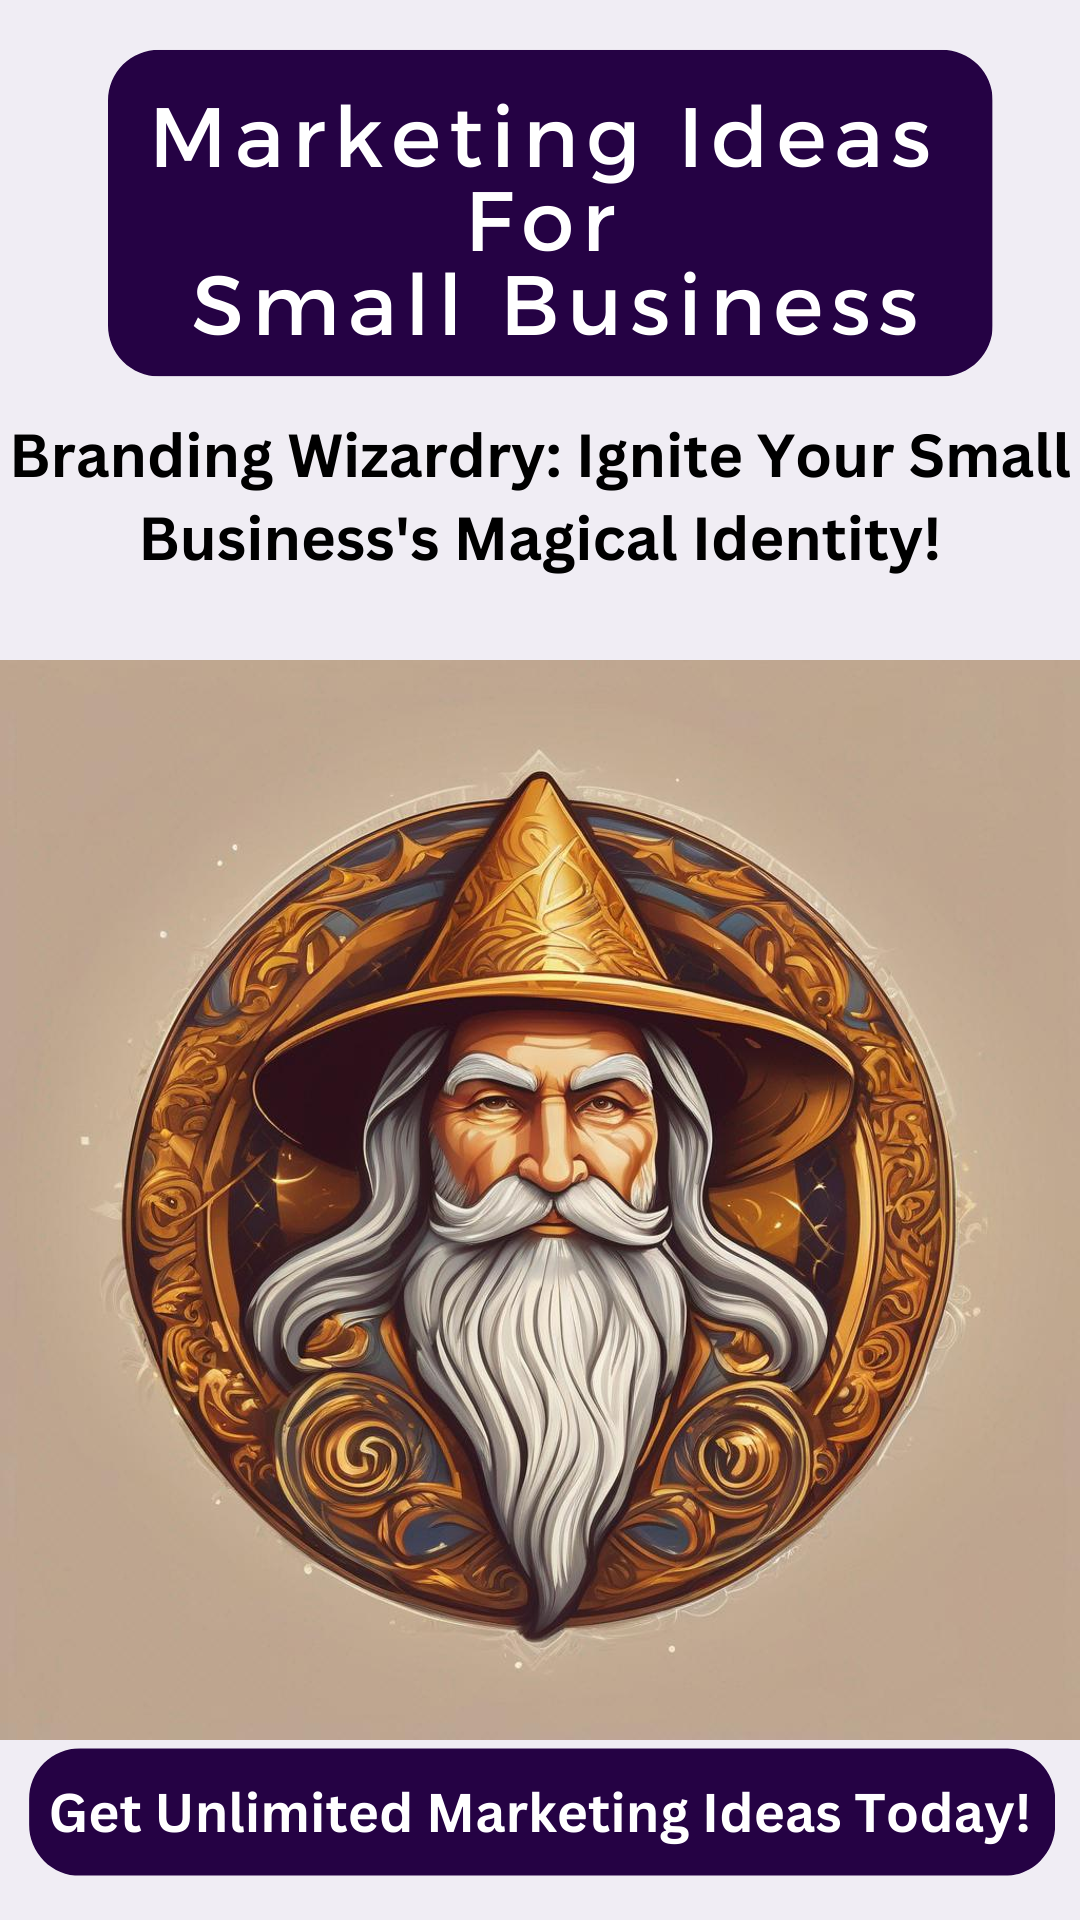 Marketing Ideas
For
Small Business
Branding Wizardry: Ignite Your Small
Business's Magical Identity!
Get Unlimited Marketing Ideas Today!